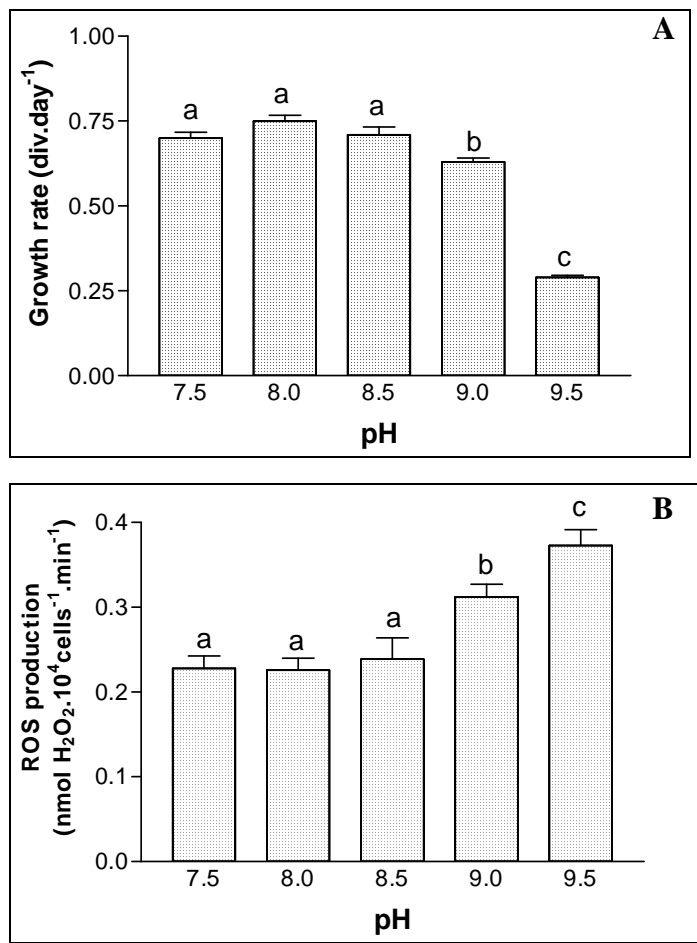 A
1.00
0.75
0.50
0.25
0.00
Growth rate (div.day⁻¹)
a
a
a
b
c
7.5 8.0 8.5 9.0 9.5
pH
B
0.4
0.3
0.2
0.1
0.0
ROS production
(nmol H₂O₂.10⁴cells⁻¹.min⁻¹)
a
a
a
b
c
7.5 8.0 8.5 9.0 9.5
pH